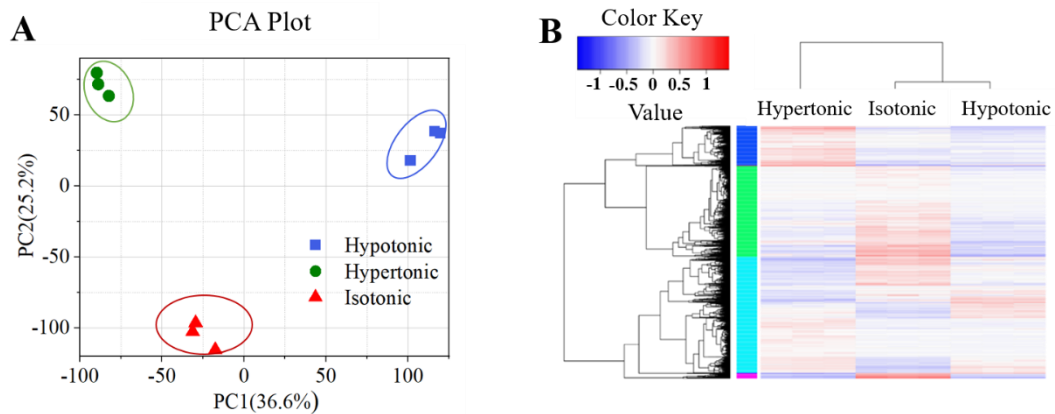 A
PCA Plot
PC2(25.2%)
50
0
-50
-100
-100
-50
0
50
100
PC1(36.6%)
Hypotonic
Hypertonic
Isotonic
B
Color Key
-1 -0.5 0 0.5 1
Value
Hypertonic Isotonic Hypotonic